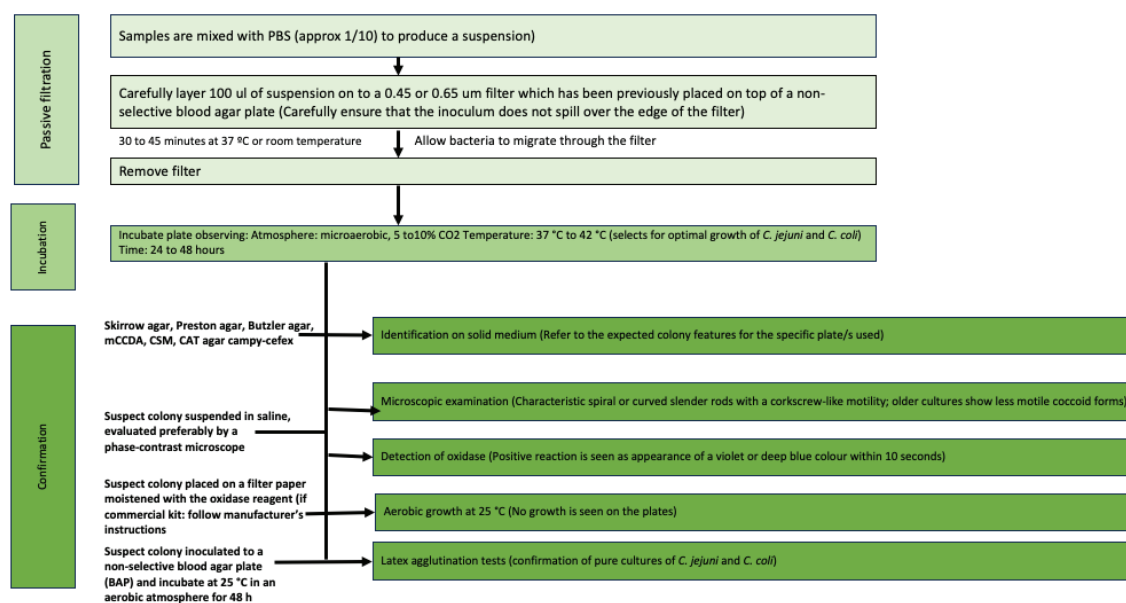 Passive filtration
Samples are mixed with PBS (approx 1/10) to produce a suspension)
Carefully layer 100 ul of suspension on to a 0.45 or 0.65 um filter which has been previously placed on top of a non-
selective blood agar plate (Carefully ensure that the inoculum does not spill over the edge of the filter)
30 to 45 minutes at 37 ºC or room temperature
Allow bacteria to migrate through the filter
Remove filter
Incubation
Incubate plate observing: Atmosphere: microaerobic, 5 to10% CO2 Temperature: 37 °C to 42 °C (selects for optimal growth of C. jejuni and C. coli)
Time: 24 to 48 hours
Confirmation
Skirrow agar, Preston agar, Butzler agar,
mCCDA, CSM, CAT agar campy-cefex
Identification on solid medium (Refer to the expected colony features for the specific plate/s used)
Suspect colony suspended in saline,
evaluated preferably by a
phase-contrast microscope
Microscopic examination (Characteristic spiral or curved slender rods with a corkscrew-like motility; older cultures show less motile coccoid forms)
Detection of oxidase (Positive reaction is seen as appearance of a violet or deep blue colour within 10 seconds)
Suspect colony placed on a filter paper
moistened with the oxidase reagent (if
commercial kit: follow manufacturer's
instructions
Aerobic growth at 25 °C (No growth is seen on the plates)
Suspect colony inoculated to a
non-selective blood agar plate
(BAP) and incubate at 25 °C in an
aerobic atmosphere for 48 h
Latex agglutination tests (confirmation of pure cultures of C. jejuni and C. coli)